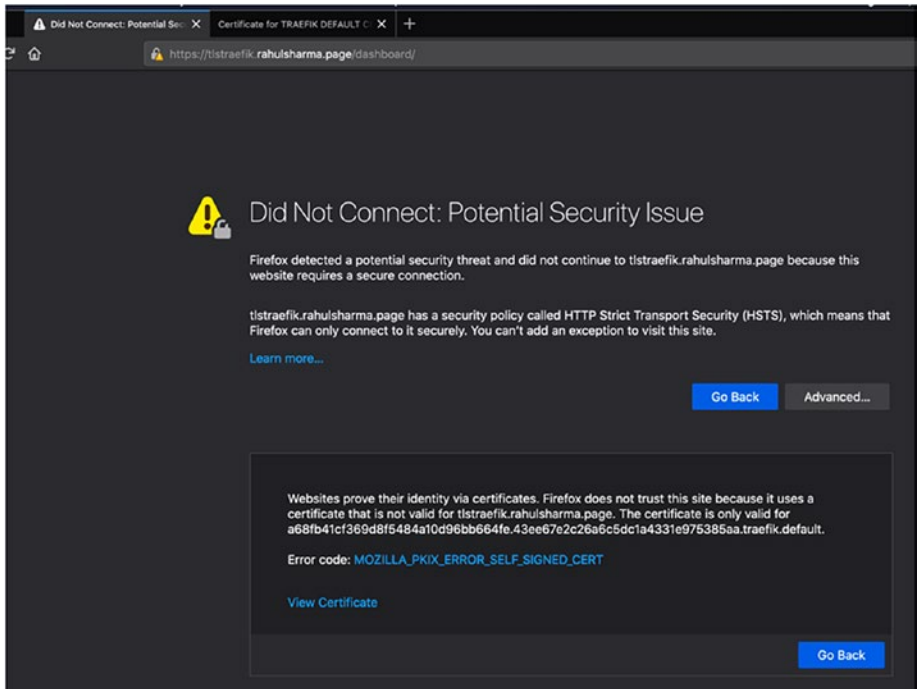 Did Not Connect: Potential Sec
Certificate for TRAEFIK DEFAULT C
https://tlstraefik.rahulsharma.page/dashboard/
Did Not Connect: Potential Security Issue
Firefox detected a potential security threat and did not continue to tlstraefik.rahulsharma.page because this
website requires a secure connection.
tlstraefik.rahulsharma.page has a security policy called HTTP Strict Transport Security (HSTS), which means that
Firefox can only connect to it securely. You can't add an exception to visit this site.
Learn more...
Go Back
Advanced...
Websites prove their identity via certificates. Firefox does not trust this site because it uses a
certificate that is not valid for tlstraefik.rahulsharma.page. The certificate is only valid for
a68fb41cf369d8f5484a10d96bb664fe.43ee67e2c26a6c5dc1a4331e975385aa.traefik.default.
Error code: MOZILLA_PKIX_ERROR_SELF_SIGNED_CERT
View Certificate
Go Back